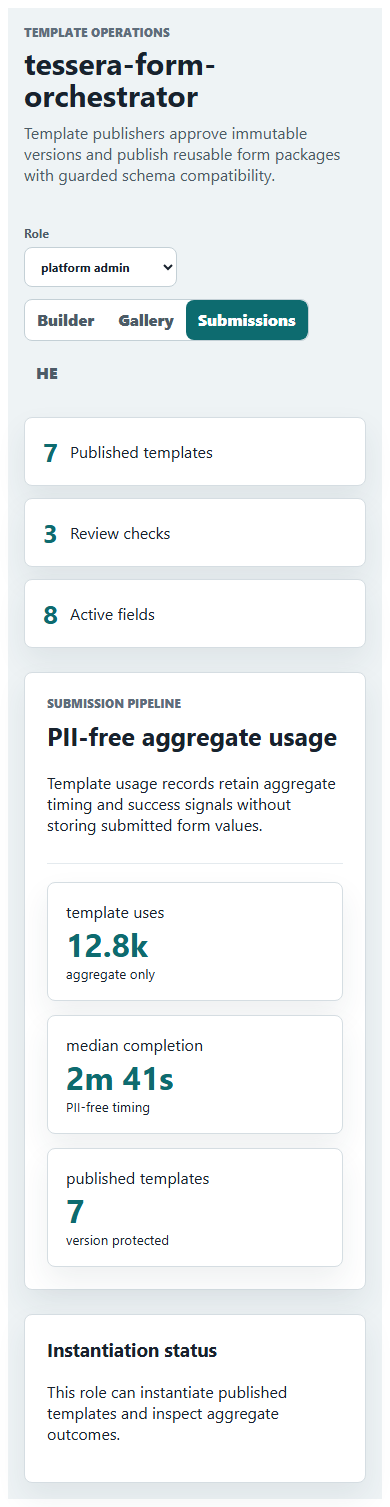 TEMPLATE OPERATIONS
tessera-form-
orchestrator
Template publishers approve immutable
versions and publish reusable form packages
with guarded schema compatibility.
Role
platform admin
Builder Gallery Submissions
HE
7 Published templates
3 Review checks
8 Active fields
SUBMISSION PIPELINE
PII-free aggregate usage
Template usage records retain aggregate
timing and success signals without
storing submitted form values.
template uses
12.8k
aggregate only
median completion
2m 41s
PII-free timing
published templates
7
version protected
Instantiation status
This role can instantiate published
templates and inspect aggregate
outcomes.